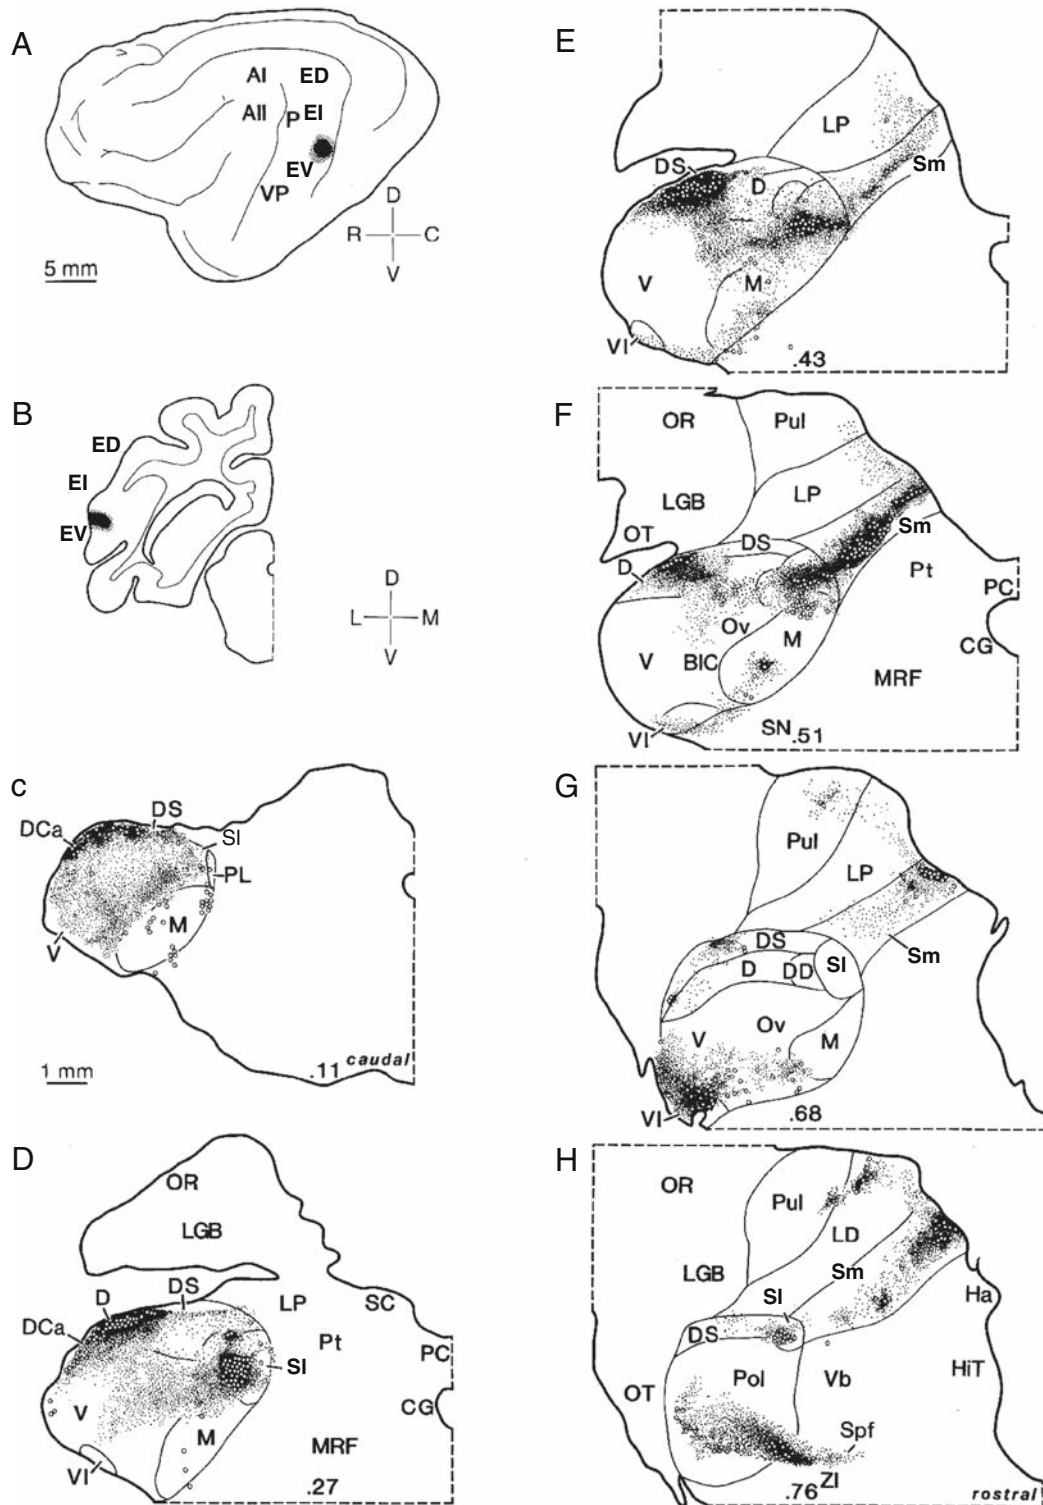 A
AI
ED
AII
P
EI
EV
VP
D
R
C
V
5 mm
B
ED
EI
EV
D
L
M
V
c
DS
DCa
SI
PL
M
V
.11
caudal
1 mm
D
OR
LGB
DS
D
LP
SC
DCa
Pt
PC
SI
CG
V
M
MRF
VI
.27
E
LP
DS
D
Sm
V
M
VI
.43
F
OR
Pul
LGB
LP
Sm
OT
DS
D
Pt
PC
Ov
M
CG
V
BIC
MRF
SN
.51
VI
G
Pul
LP
DS
Sm
D
DD
SI
Ov
V
M
VI
.68
H
OR
Pul
LD
LGB
Sm
SI
Ha
DS
OT
Pol
Vb
HiT
Spf
ZI
.76
rostral